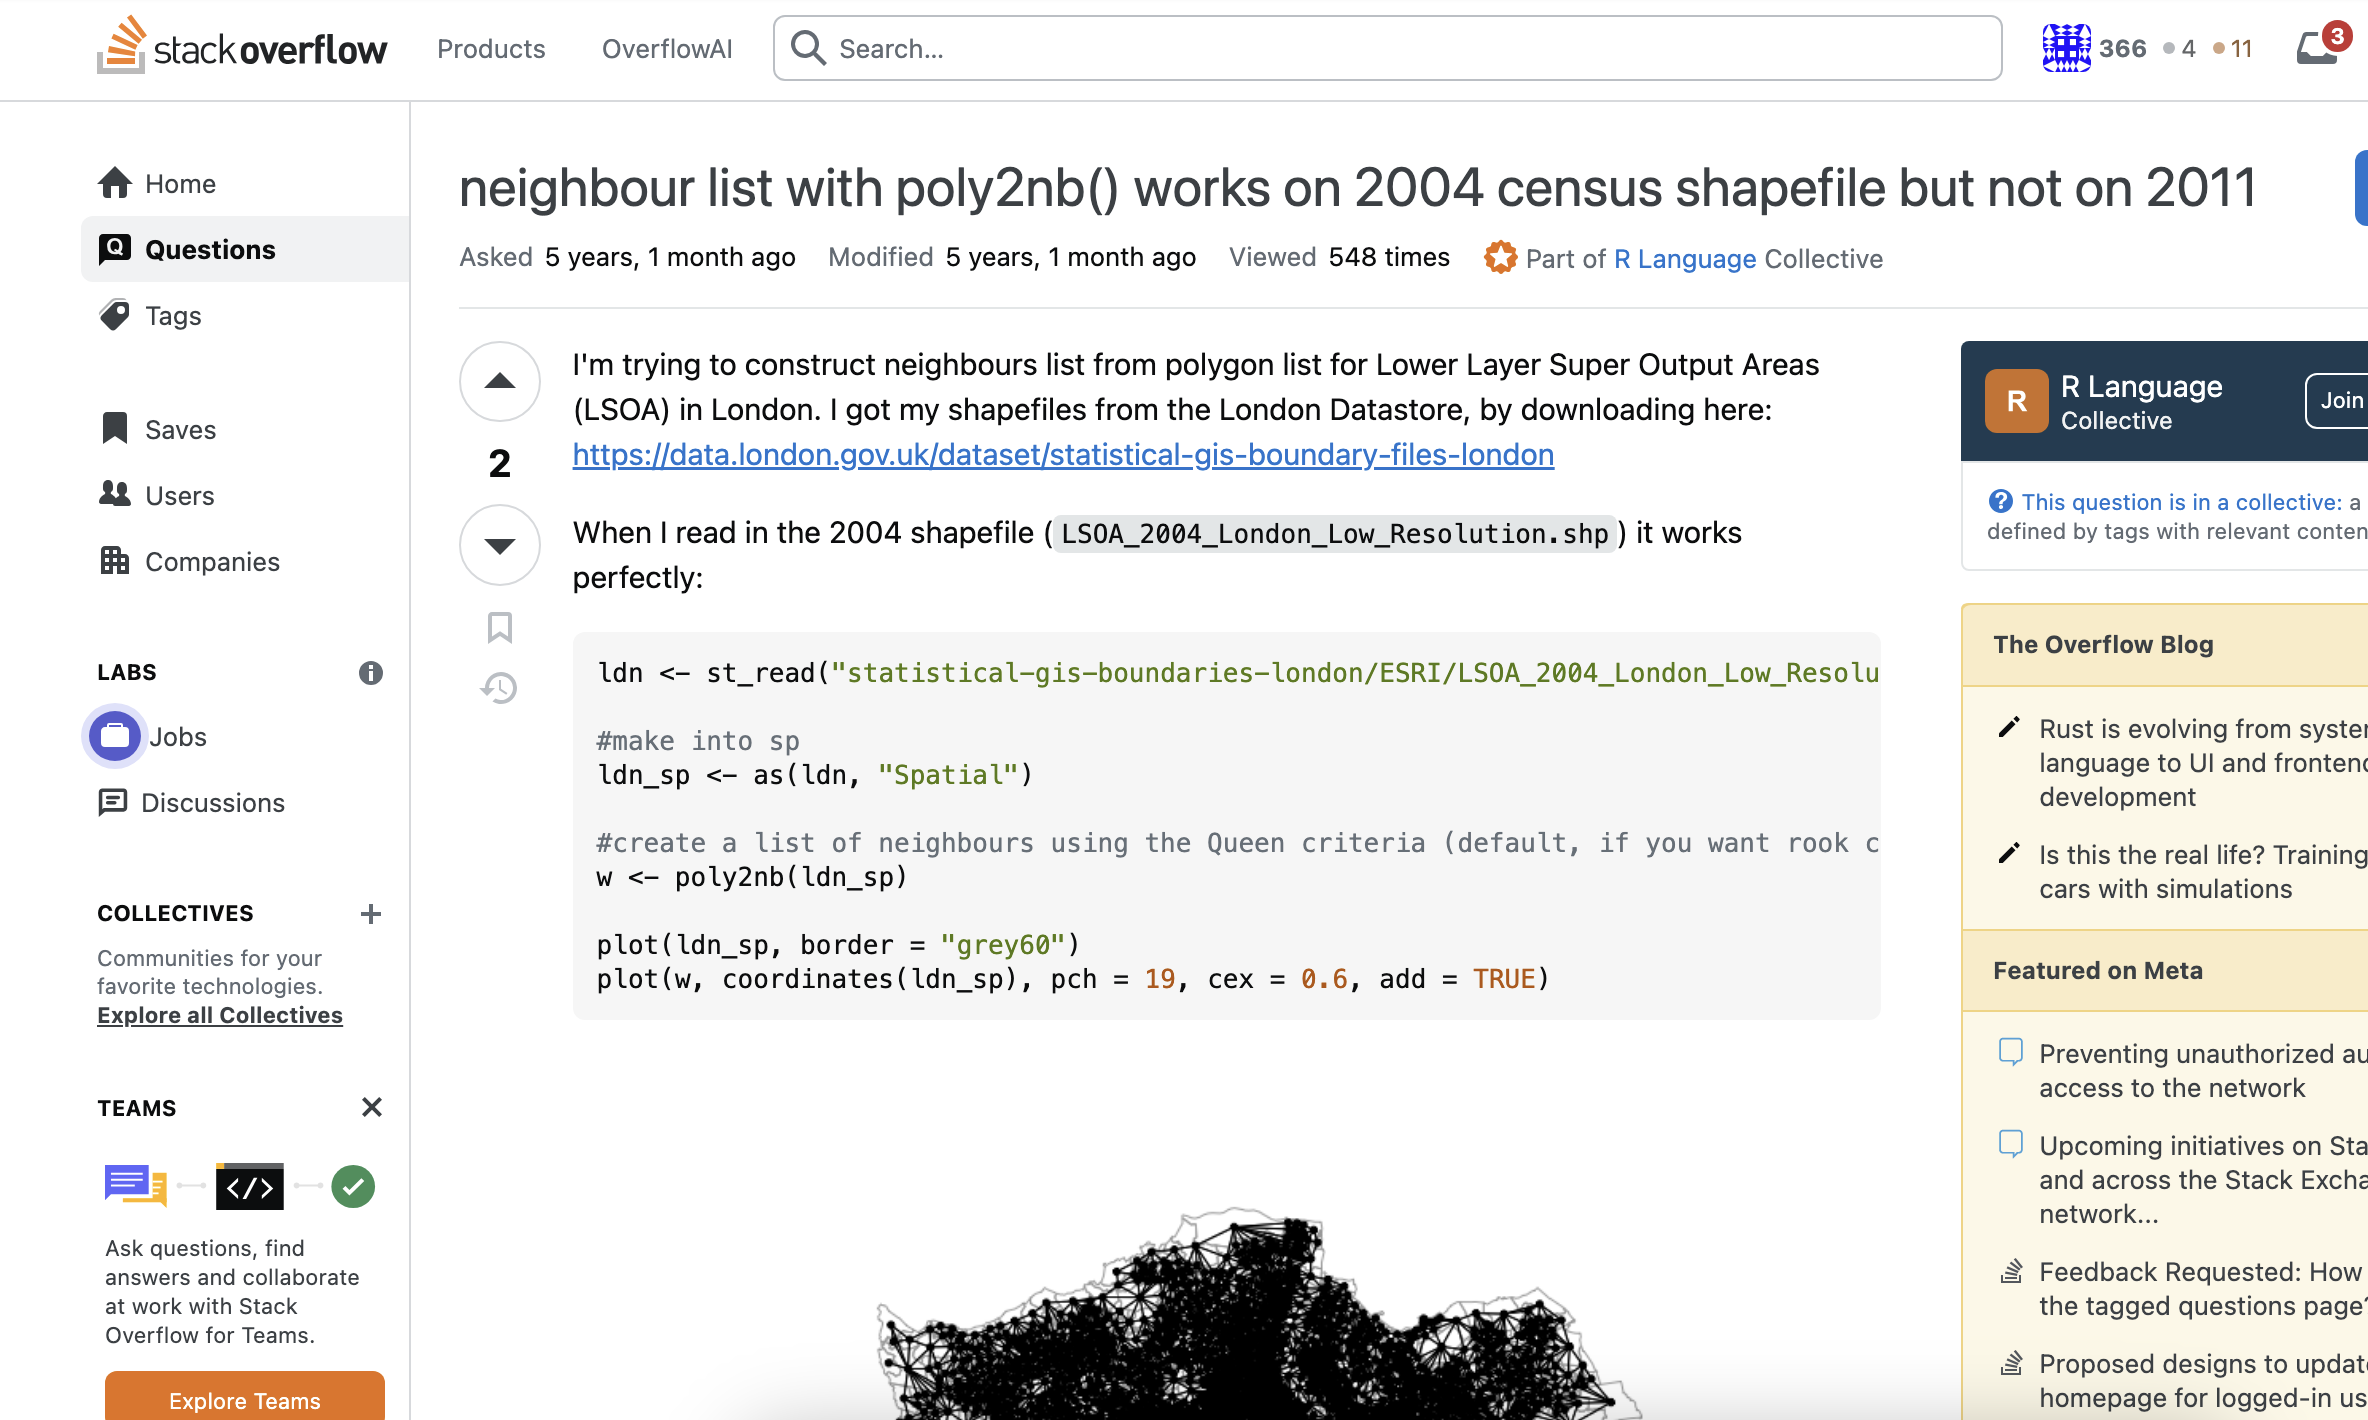 stackoverflow
Products
OverflowAI
Search...
366
4
11
3
Home
Questions
Tags
Saves
Users
Companies
LABS
Jobs
Discussions
COLLECTIVES
Communities for your
favorite technologies.
Explore all Collectives
TEAMS
</>
Ask questions, find
answers and collaborate
at work with Stack
Overflow for Teams.
Explore Teams
neighbour list with poly2nb() works on 2004 census shapefile but not on 2011
Asked 5 years, 1 month ago Modified 5 years, 1 month ago Viewed 548 times Part of R Language Collective
2
I'm trying to construct neighbours list from polygon list for Lower Layer Super Output Areas
(LSOA) in London. I got my shapefiles from the London Datastore, by downloading here:
https://data.london.gov.uk/dataset/statistical-gis-boundary-files-london
When I read in the 2004 shapefile ( LSOA_2004_London_Low_Resolution.shp ) it works
perfectly:
ldn <- st_read("statistical-gis-boundaries-london/ESRI/LSOA_2004_London_Low_Resolu
#make into sp
ldn_sp <- as(ldn, "Spatial")
#create a list of neighbours using the Queen criteria (default, if you want rook c
w <- poly2nb(ldn_sp)
plot(ldn_sp, border = "grey60")
plot(w, coordinates(ldn_sp), pch = 19, cex = 0.6, add = TRUE)
R
R Language
Collective
Join
This question is in a collective: a
defined by tags with relevant conten
The Overflow Blog
Rust is evolving from system
language to UI and frontend
development
Is this the real life? Training
cars with simulations
Featured on Meta
Preventing unauthorized au
access to the network
Upcoming initiatives on Sta
and across the Stack Excha
network...
Feedback Requested: How
the tagged questions page?
Proposed designs to update
homepage for logged-in us